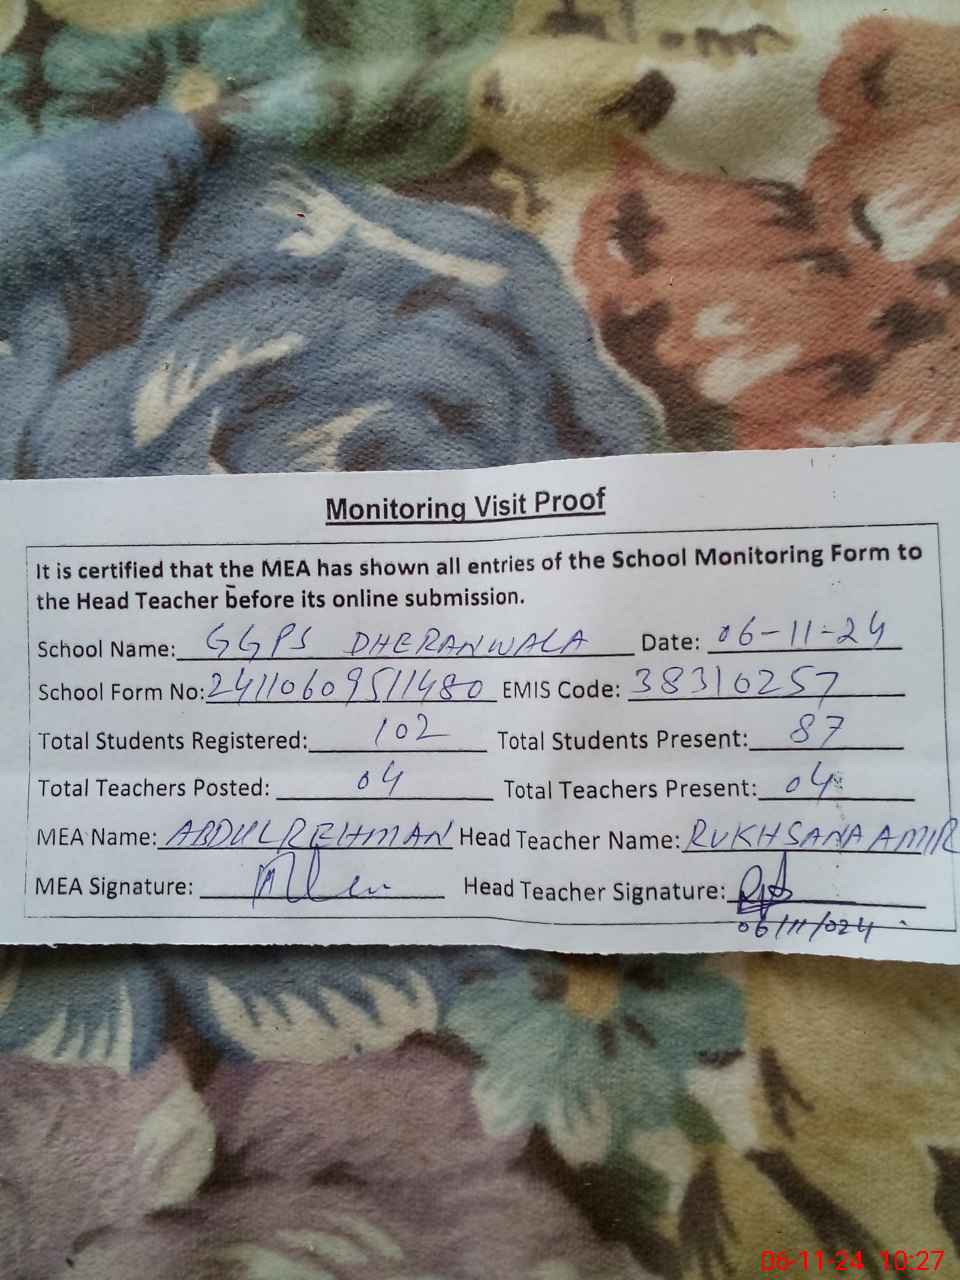 Monitoring Visit Proof
It is certified that the MEA has shown all entries of the School Monitoring Form to
the Head Teacher before its online submission.
School Name: GGPS DHERANWALA Date: 06-11-24
School Form No: 24110609511480 EMIS Code: 38310257
Total Students Registered: 102 Total Students Present: 87
Total Teachers Posted: 04 Total Teachers Present: 04
MEA Name: ABDUL REHMAN Head Teacher Name: RUKHSANA AMIR
MEA Signature: Head Teacher Signature:
06/11/024
06-11-24 10:27